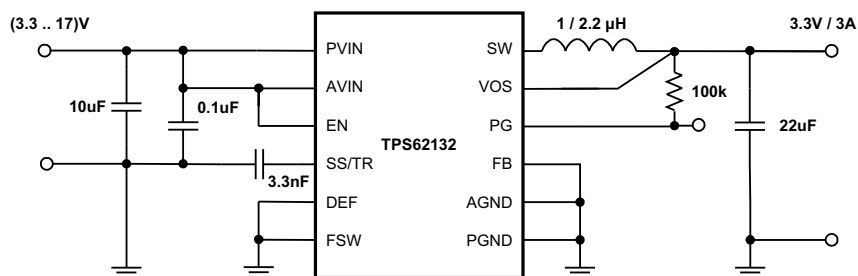 (3.3 .. 17)V
1 / 2.2 µH
3.3V / 3A
PVIN
SW
AVIN
VOS
100k
10uF
0.1uF
EN
PG
22uF
TPS62132
SS/TR
FB
3.3nF
DEF
AGND
FSW
PGND